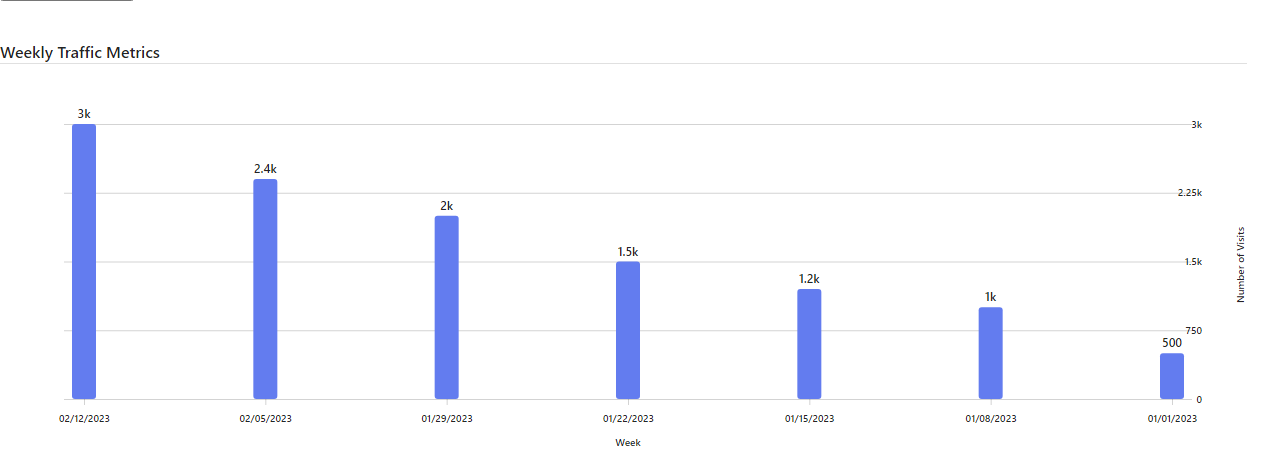 Weekly Traffic Metrics
3k
2.4k
2k
1.5k
1.2k
1k
500
3k
2.25k
1.5k
750
0
Number of Visits
02/12/2023
02/05/2023
01/29/2023
01/22/2023
01/15/2023
01/08/2023
01/01/2023
Week